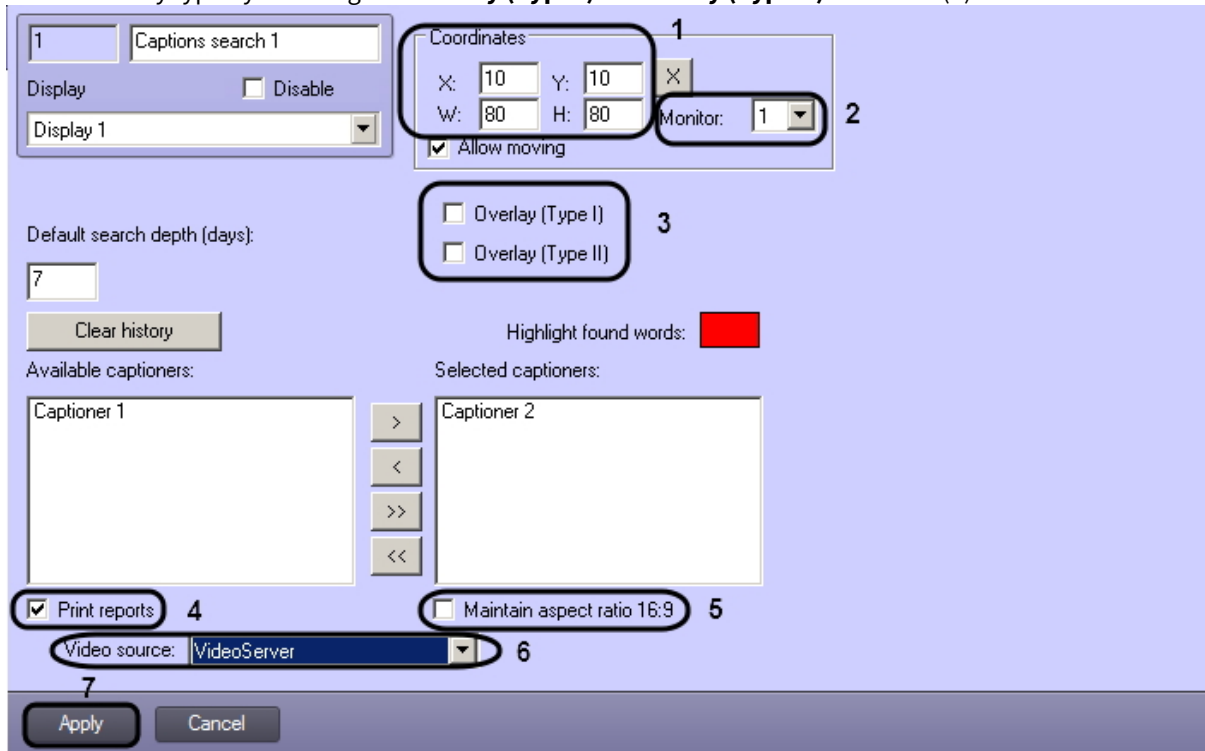 1 Captions search 1
Display Disable
Display 1
Coordinates 1
X: 10 Y: 10 X
W: 80 H: 80 Monitor: 1 2
Allow moving
Overlay (Type I)
Overlay (Type II)
3
Default search depth (days):
7
Clear history Highlight found words:
Available captioners: Selected captioners:
Captioner 1 > Captioner 2
<
>>
<<
Print reports 4 Maintain aspect ratio 16:9 5
Video source: VideoServer 6
7
Apply Cancel